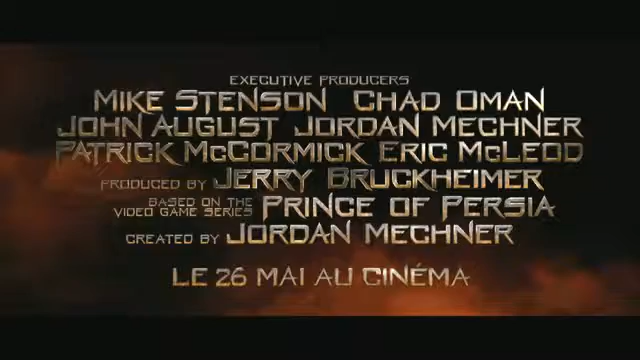 EXECUTIVE PRODUCERS
MIKE STENSON CHAD OMAN
JOHN AUGUST JORDAN MECHNER
PATRICK McCORMICK ERIC McLEOD
PRODUCED BY JERRY BRUCKHEIMER
BASED ON THE VIDEO GAME SERIES PRINCE OF PERSIA
CREATED BY JORDAN MECHNER
LE 26 MAI AU CINÉMA